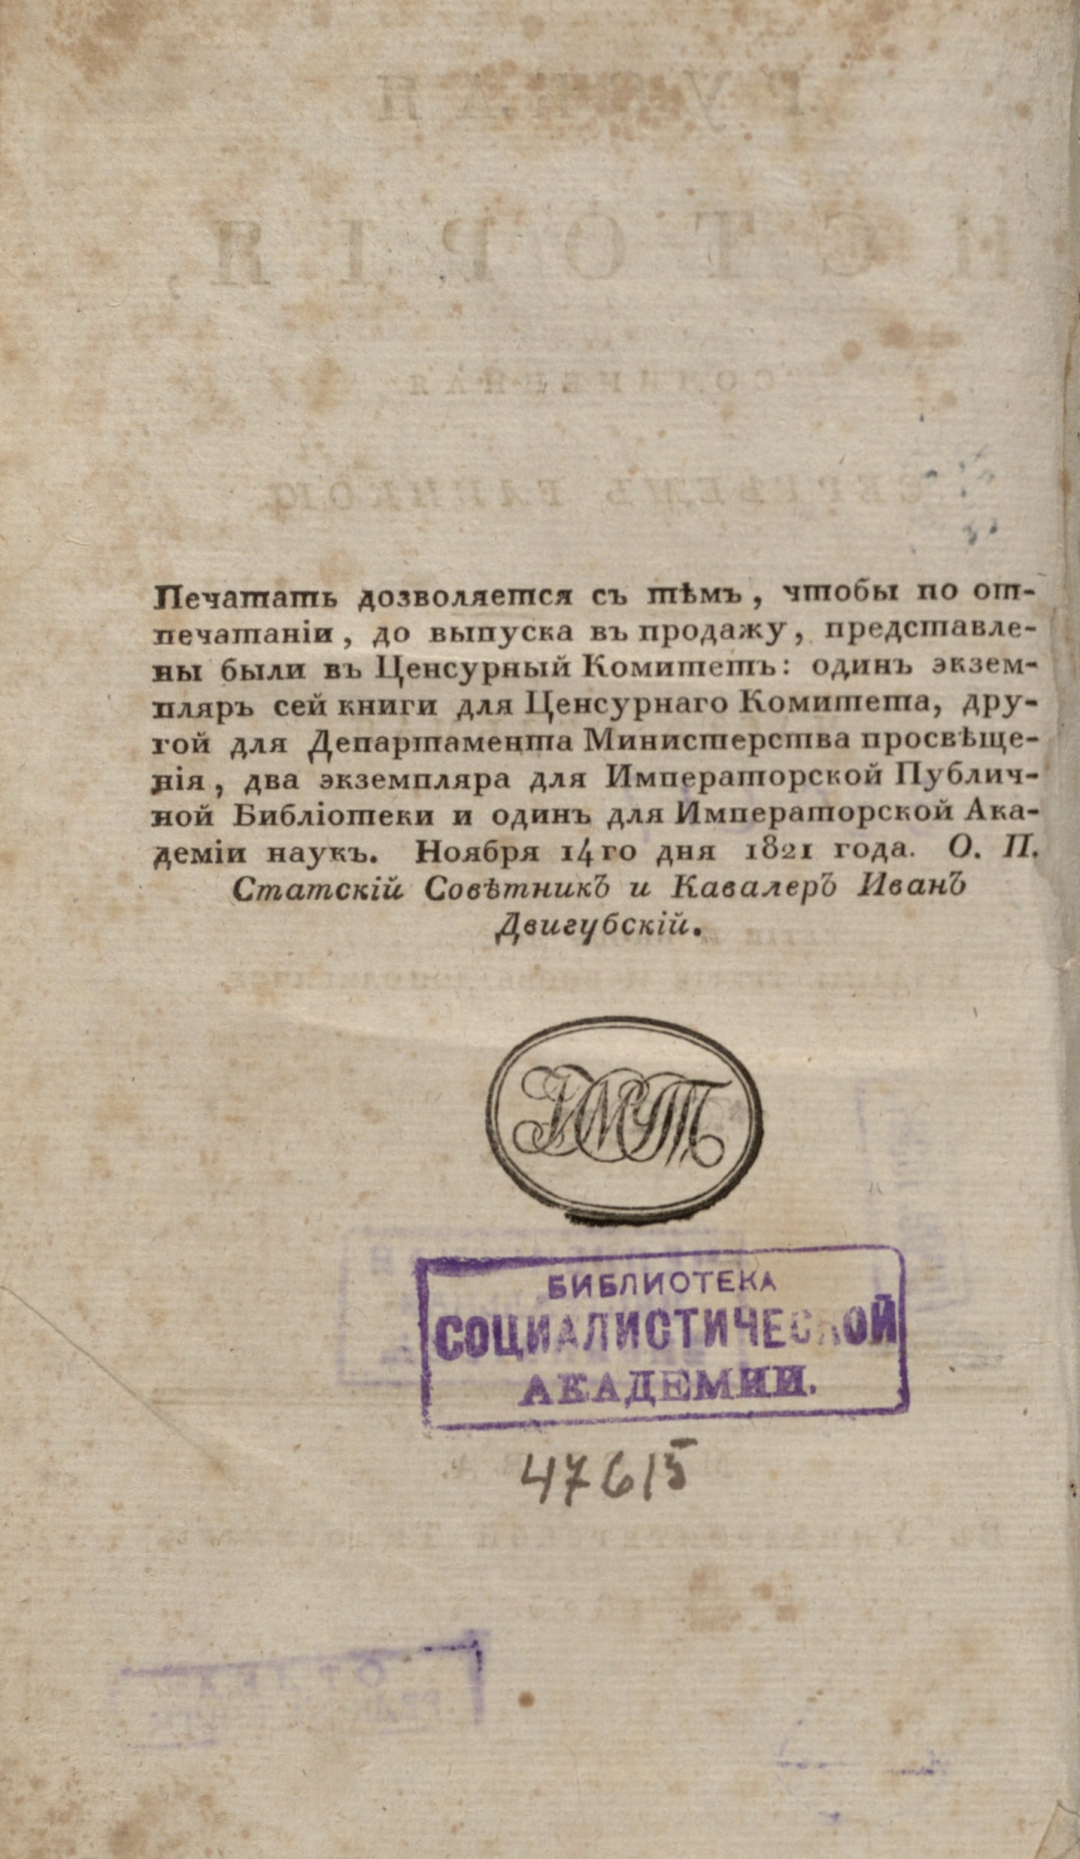 Печатать дозволяется съ тѣмъ, чтобы по от-
печатаніи, до выпуска въ продажу, представле-
ны были въ Ценсурный Комитетъ: одинъ экзем-
пляръ сей книги для Ценсурнаго Комитета, дру-
гой для Департамента Министерства просвѣще-
нія, два экземпляра для Императорской Публич-
ной Библіотеки и одинъ для Императорской Ака-
деміи наукъ. Ноября 14го дня 1821 года. О. П.
Статскій Совѣтникъ и Кавалеръ Иванъ
Двигубскій.
БИБЛИОТЕКА
СОЦИАЛИСТИЧЕСКОЙ
АКАДЕМИИ.
47615